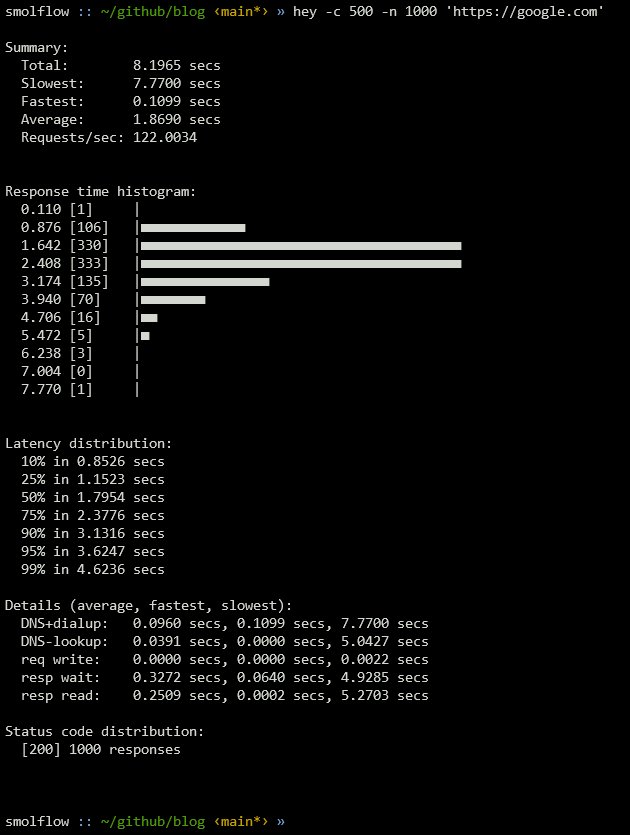 smolflow :: ~/github/blog ‹main*› » hey -c 500 -n 1000 'https://google.com'
Summary:
Total: 8.1965 secs
Slowest: 7.7700 secs
Fastest: 0.1099 secs
Average: 1.8690 secs
Requests/sec: 122.0034
Response time histogram:
0.110 [1] |
0.876 [106] |■■■■■■■■■■■■■
1.642 [330] |■■■■■■■■■■■■■■■■■■■■■■■■■■■■■■■■■■■■■■■■
2.408 [333] |■■■■■■■■■■■■■■■■■■■■■■■■■■■■■■■■■■■■■■■■
3.174 [135] |■■■■■■■■■■■■■■■■
3.940 [70] |■■■■■■■■
4.706 [16] |■■
5.472 [5] |■
6.238 [3] |
7.004 [0] |
7.770 [1] |
Latency distribution:
10% in 0.8526 secs
25% in 1.1523 secs
50% in 1.7954 secs
75% in 2.3776 secs
90% in 3.1316 secs
95% in 3.6247 secs
99% in 4.6236 secs
Details (average, fastest, slowest):
DNS+dialup: 0.0960 secs, 0.1099 secs, 7.7700 secs
DNS-lookup: 0.0391 secs, 0.0000 secs, 5.0427 secs
req write: 0.0000 secs, 0.0000 secs, 0.0022 secs
resp wait: 0.3272 secs, 0.0640 secs, 4.9285 secs
resp read: 0.2509 secs, 0.0002 secs, 5.2703 secs
Status code distribution:
[200] 1000 responses
smolflow :: ~/github/blog ‹main*› »